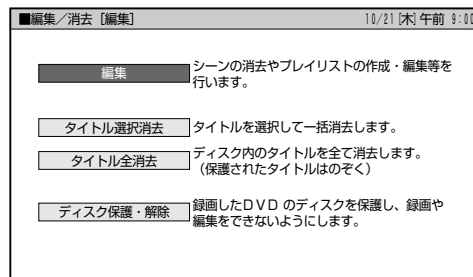 ■編集／消去［編集］ 10/21[木]午前 9:00
編集 シーンの消去やプレイリストの作成・編集等を
行います。
タイトル選択消去 タイトルを選択して一括消去します。
タイトル全消去 ディスク内のタイトルを全て消去します。
（保護されたタイトルはのぞく）
ディスク保護・解除 録画したＤＶＤ のディスクを保護し、録画や
編集をできないようにします。